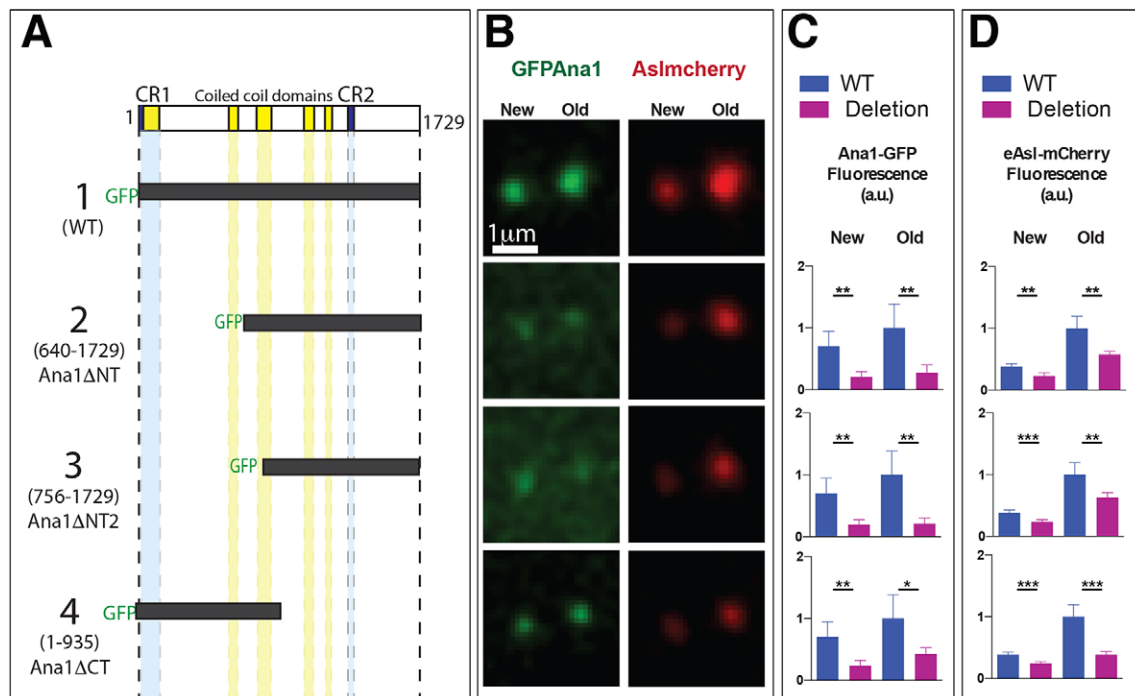 A
CR1 Coiled coil domains CR2
1 1729
GFP
1
(WT)
GFP
2
(640-1729)
Ana1ΔNT
GFP
3
(756-1729)
Ana1ΔNT2
GFP
4
(1-935)
Ana1ΔCT
B
GFPAna1 Aslmcherry
New Old New Old
1μm
C
WT
Deletion
Ana1-GFP
Fluorescence
(a.u.)
New Old
2
** **
1
0
2
** **
1
0
2
** *
1
0
D
WT
Deletion
eAsl-mCherry
Fluorescence
(a.u.)
New Old
2
** **
1
0
2
*** **
1
0
2
*** ***
1
0